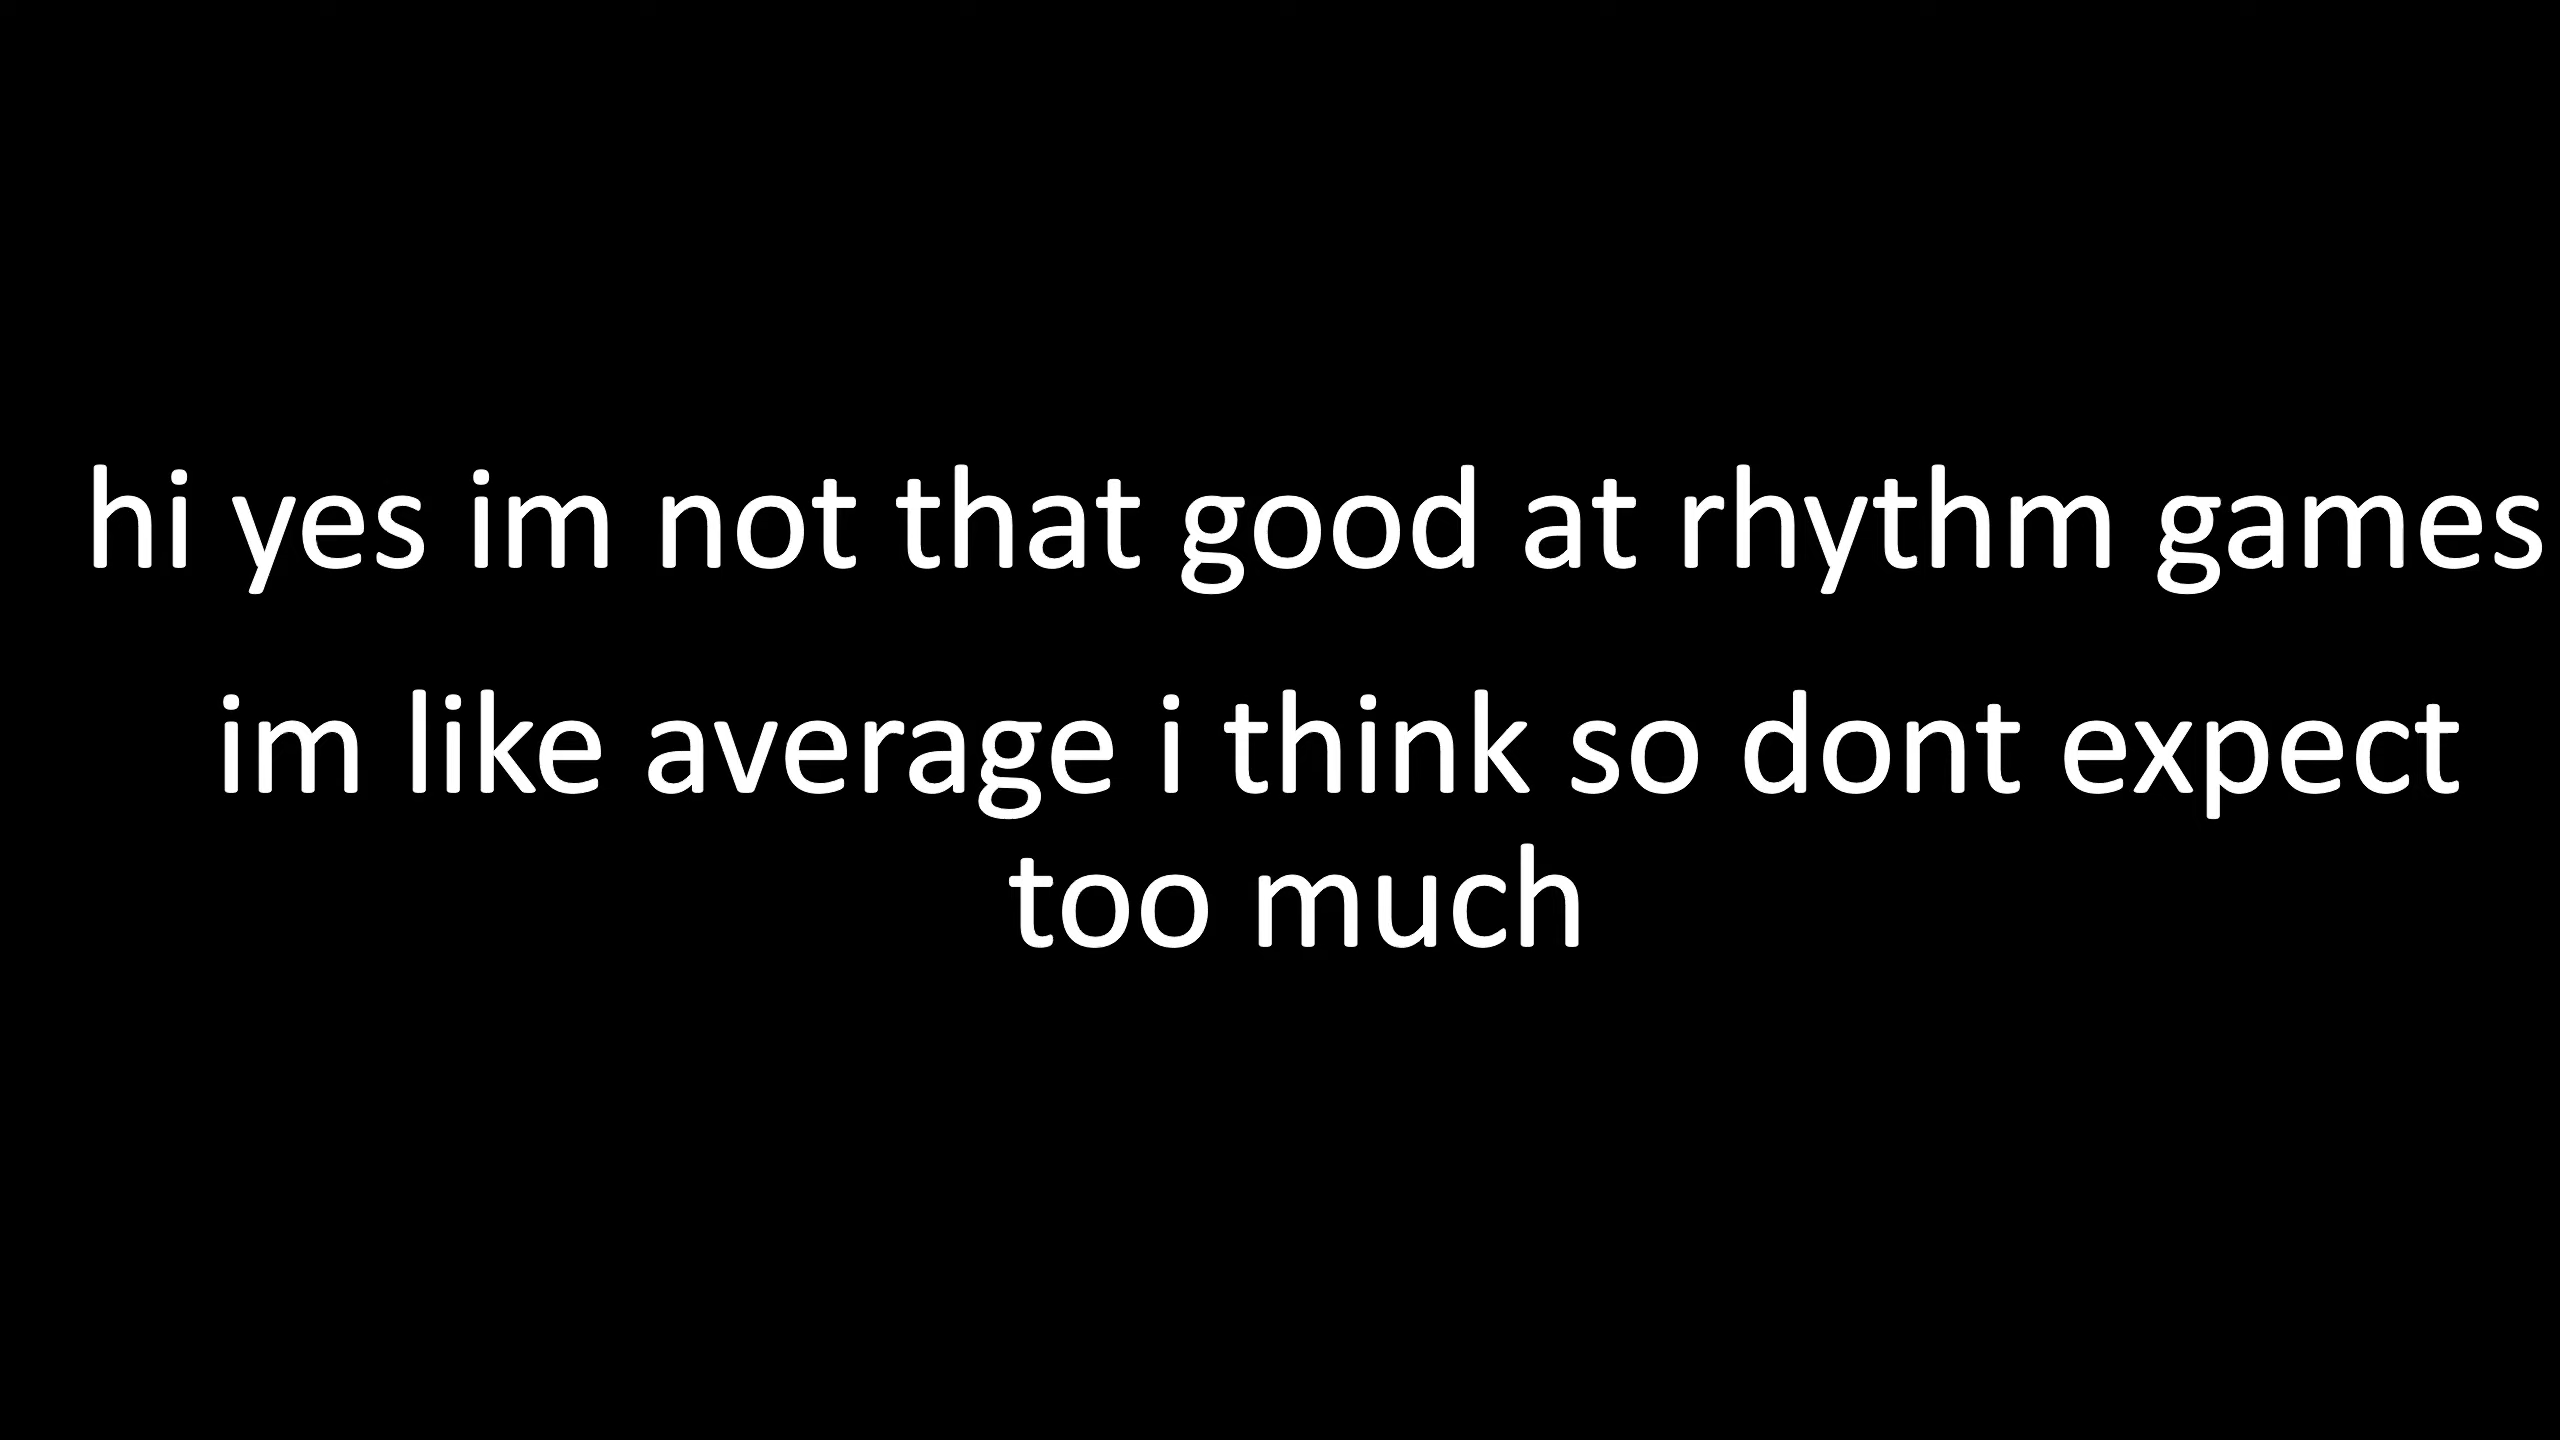 hi yes im not that good at rhythm games
im like average i think so dont expect
too much